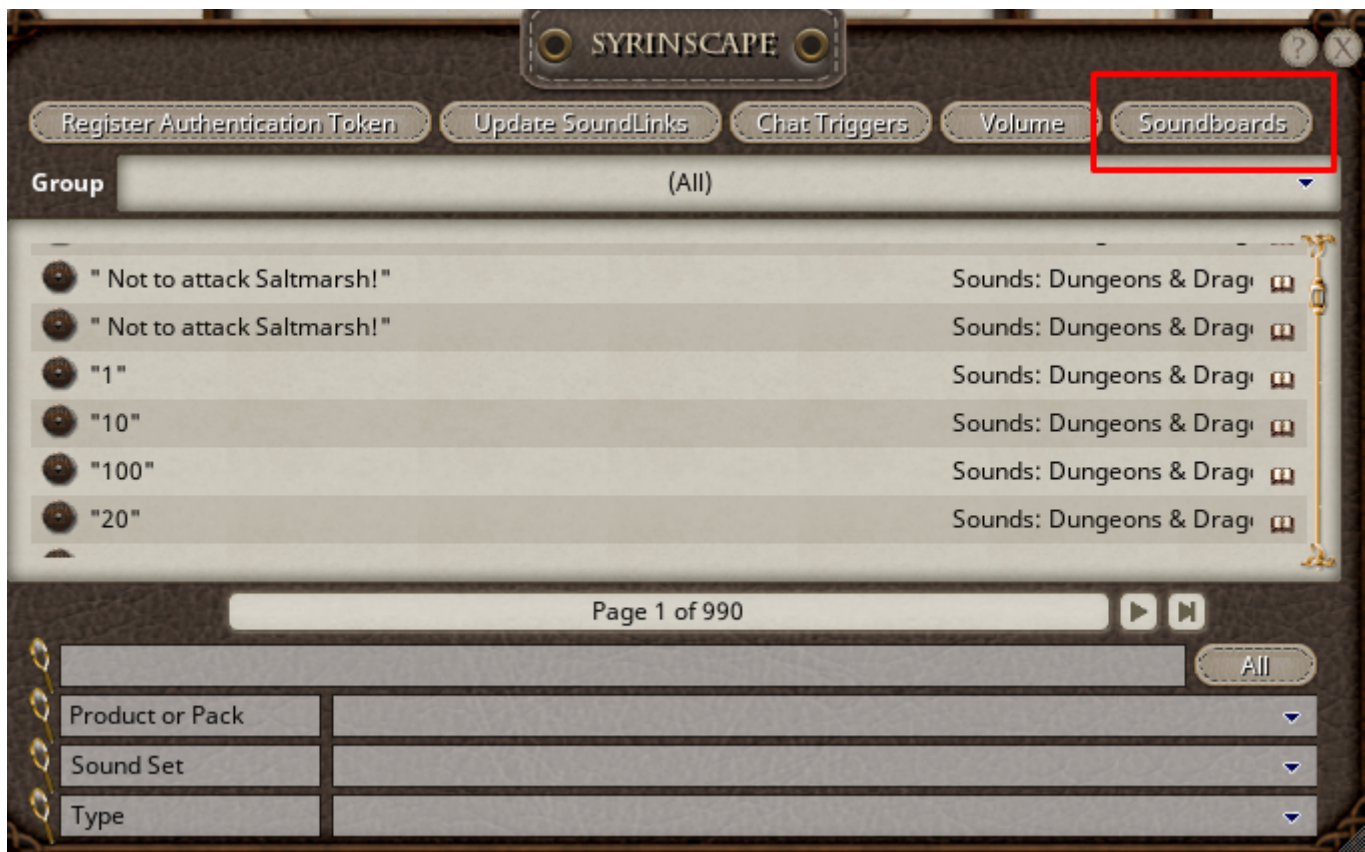 SYRINSCAPE
? X
Register Authentication Token Update SoundLinks Chat Triggers Volume Soundboards
Group (All)
" Not to attack Saltmarsh!" Sounds: Dungeons & Drag
" Not to attack Saltmarsh!" Sounds: Dungeons & Drag
"1" Sounds: Dungeons & Drag
"10" Sounds: Dungeons & Drag
"100" Sounds: Dungeons & Drag
"20" Sounds: Dungeons & Drag
Page 1 of 990
All
Product or Pack
Sound Set
Type